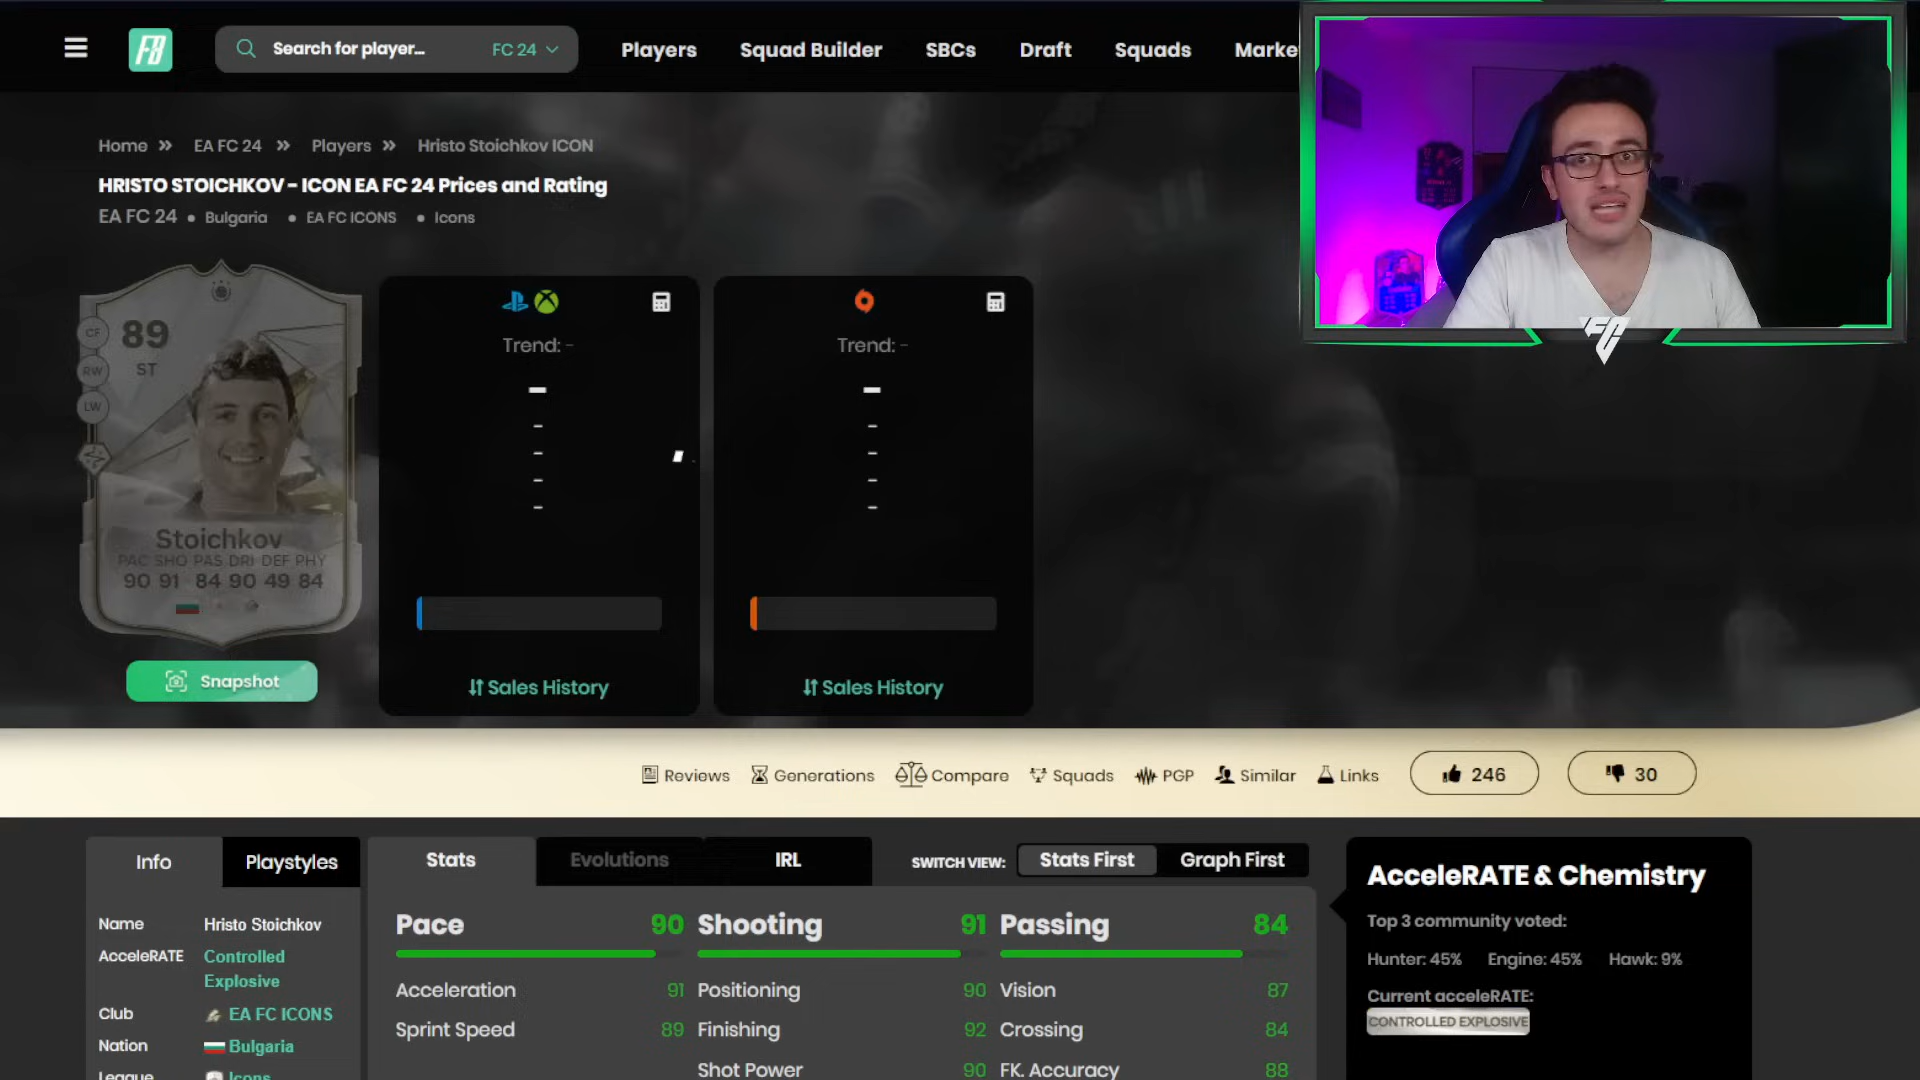 Search for player...
FC 24
Players
Squad Builder
SBCs
Draft
Squads
Marke
Home » EA FC 24 » Players » Hristo Stoichkov ICON
HRISTO STOICHKOV - ICON EA FC 24 Prices and Rating
EA FC 24 • Bulgaria • EA FC ICONS • Icons
CF
RW
LW
89
ST
Stoichkov
PAC SHO PAS DRI DEF PHY
90 91 84 90 49 84
Snapshot
Trend: -
-
-
-
-
-
Sales History
Trend: -
-
-
-
-
-
Sales History
Reviews
Generations
Compare
Squads
PGP
Similar
Links
246
30
Info
Playstyles
Name Hristo Stoichkov
AcceleRATE Controlled
Explosive
Club EA FC ICONS
Nation Bulgaria
League Icons
Stats
Evolutions
IRL
SWITCH VIEW:
Stats First
Graph First
Pace 90
Acceleration 91
Sprint Speed 89
Shooting 91
Positioning 90
Finishing 92
Shot Power 90
Passing 84
Vision 87
Crossing 84
FK. Accuracy 88
AcceleRATE & Chemistry
Top 3 community voted:
Hunter: 45% Engine: 45% Hawk: 9%
Current acceleRATE:
CONTROLLED EXPLOSIVE